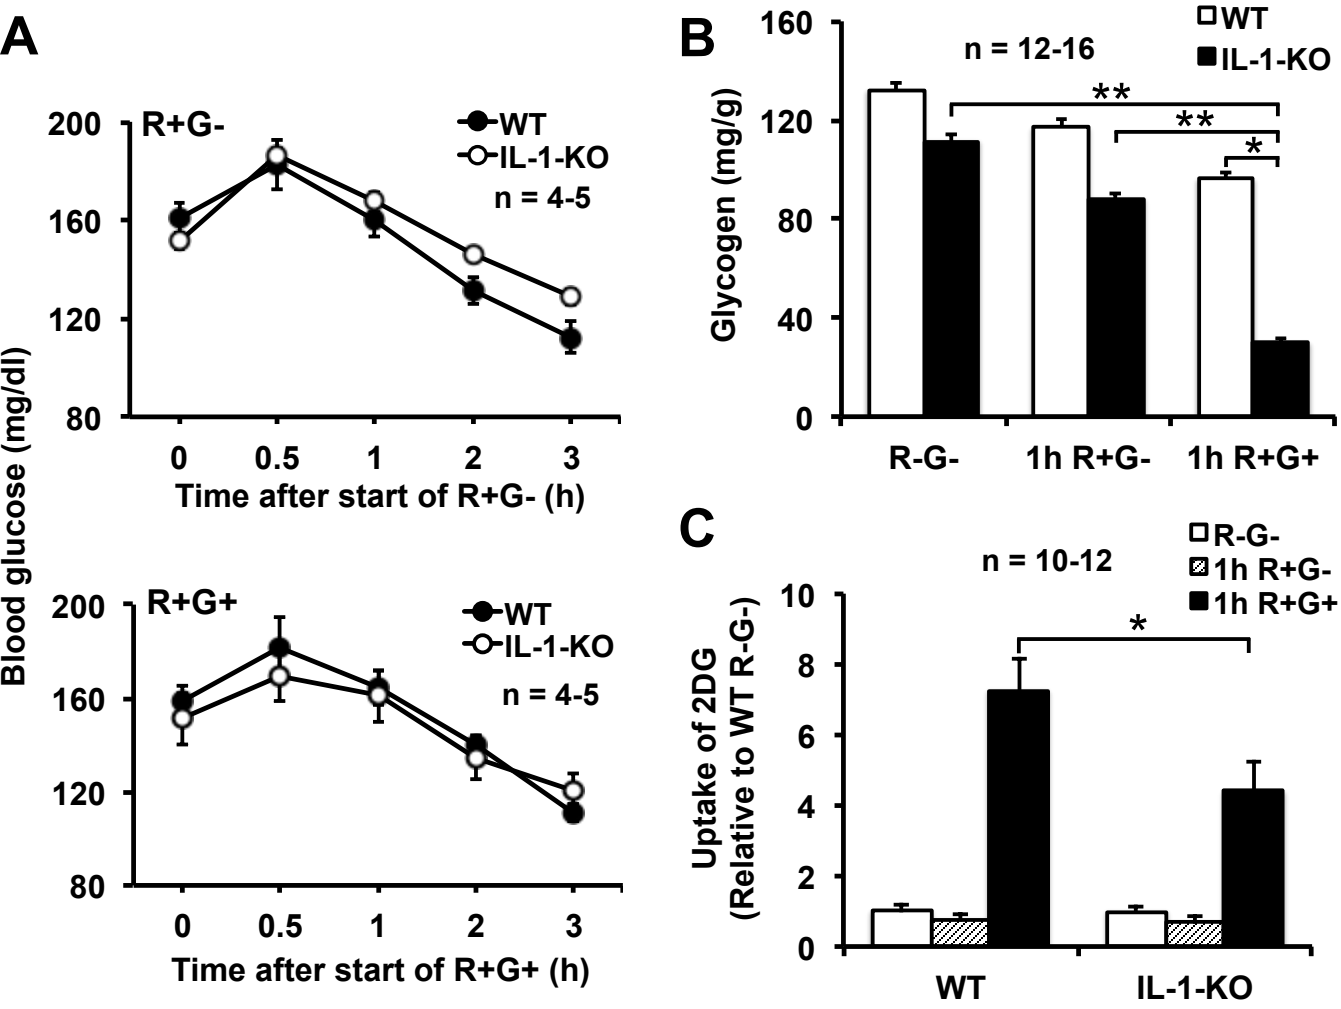 A
Blood glucose (mg/dl)
R+G-
WT
IL-1-KO
n = 4-5
200
160
120
80
0 0.5 1 2 3
Time after start of R+G- (h)
R+G+
WT
IL-1-KO
n = 4-5
200
160
120
80
0 0.5 1 2 3
Time after start of R+G+ (h)
B
WT
IL-1-KO
n = 12-16
Glycogen (mg/g)
160
120
80
40
0
**
**
*
R-G- 1h R+G- 1h R+G+
C
R-G-
1h R+G-
1h R+G+
n = 10-12
Uptake of 2DG
(Relative to WT R-G-)
10
8
6
4
2
0
*
WT IL-1-KO